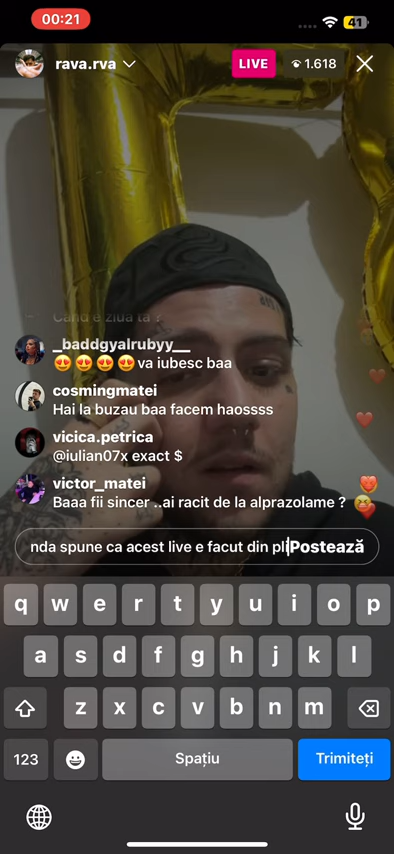 00:21
41
rava.rva
LIVE
1.618
Când e ziua ta ?
_baddgyalrubyy__
😍😍😍😍va iubesc baa
cosmingmatei
Hai la buzau baa facem haossss
vicica.petrica
@iulian07x exact $
victor_matei
Baaa fii sincer ..ai racit de la alprazolame ?
nda spune ca acest live e facut din pli
Postează
q w e r t y u i o p
a s d f g h j k l
z x c v b n m
123
Spațiu
Trimiteți